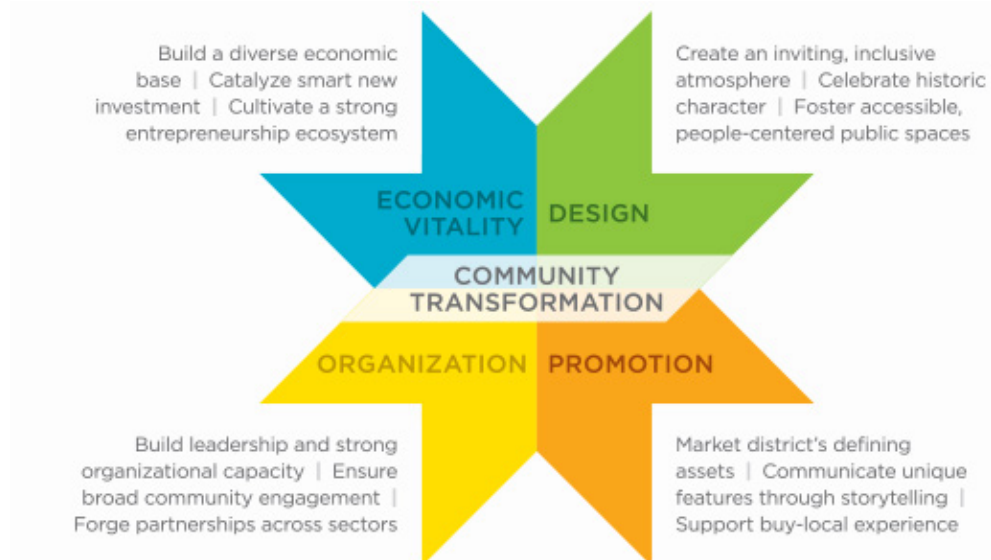 Build a diverse economic
base | Catalyze smart new
investment | Cultivate a strong
entrepreneurship ecosystem
Create an inviting, inclusive
atmosphere | Celebrate historic
character | Foster accessible,
people-centered public spaces
ECONOMIC
VITALITY
DESIGN
COMMUNITY
TRANSFORMATION
ORGANIZATION
PROMOTION
Build leadership and strong
organizational capacity | Ensure
broad community engagement |
Forge partnerships across sectors
Market district's defining
assets | Communicate unique
features through storytelling |
Support buy-local experience